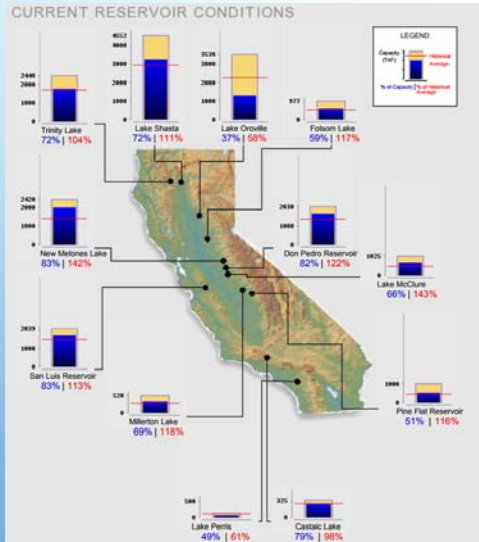 CURRENT RESERVOIR CONDITIONS
LEGEND
Capacity
(TAF)
Historical
Average
% of Capacity | % of Historical
Average
2448
2000
1000
0
Trinity Lake
72% | 104%
4552
4000
3000
2000
1000
0
Lake Shasta
72% | 111%
3538
3000
2000
1000
0
Lake Oroville
37% | 58%
977
0
Folsom Lake
59% | 117%
2420
2000
1000
0
New Melones Lake
83% | 142%
2030
1000
0
Don Pedro Reservoir
82% | 122%
1025
0
Lake McClure
66% | 143%
2039
1000
0
San Luis Reservoir
83% | 113%
520
0
Millerton Lake
69% | 118%
1000
0
Pine Flat Reservoir
51% | 116%
500
0
Lake Perris
49% | 61%
325
0
Castaic Lake
79% | 98%